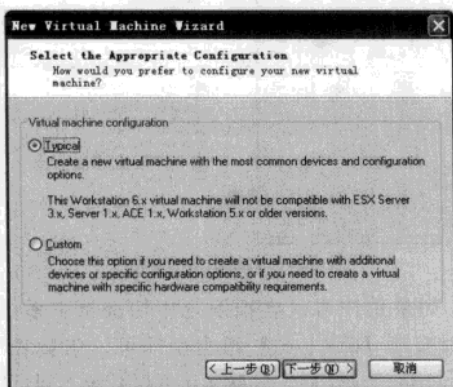 New Virtual Machine Wizard
Select the Appropriate Configuration
How would you prefer to configure your new virtual
machine?
Virtual machine configuration
Typical
Create a new virtual machine with the most common devices and configuration
options.
This Workstation 6.x virtual machine will not be compatible with ESX Server
3.x, Server 1.x, ACE 1.x, Workstation 5.x or older versions.
Custom
Choose this option if you need to create a virtual machine with additional
devices or specific configuration options, or if you need to create a virtual
machine with specific hardware compatibility requirements.
< 上一步(B) 下一步(N) > 取消